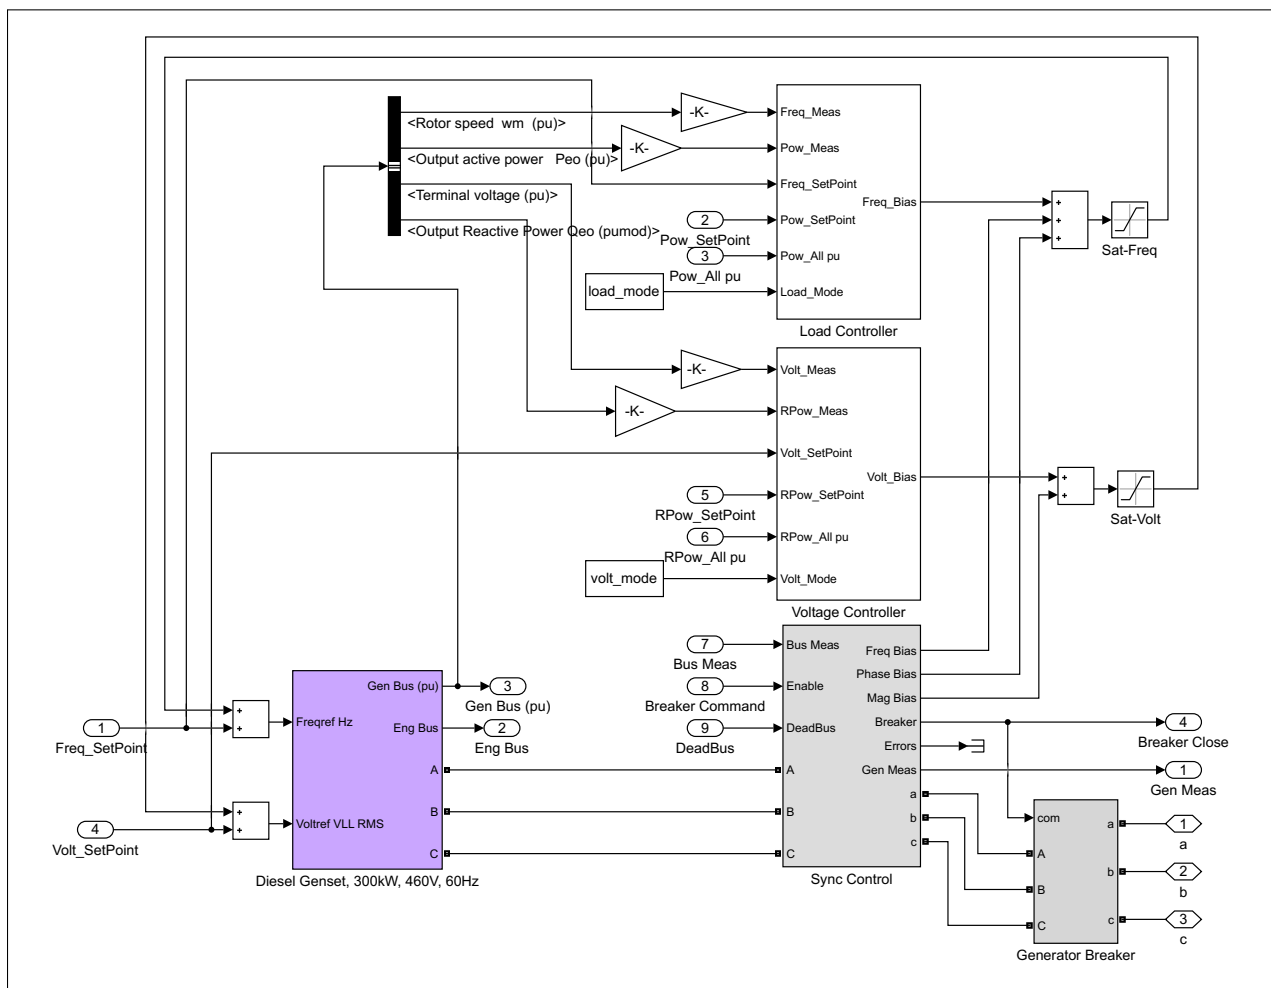 -K-
Freq_Meas
<Rotor speed  wm  (pu)>
-K-
Pow_Meas
<Output active power   Peo (pu)>
Freq_SetPoint
<Terminal voltage (pu)>
Freq_Bias
+
+
+
2
Pow_SetPoint
Pow_SetPoint
<Output Reactive Power Qeo (pumod)>
Sat-Freq
3
Pow_All pu
Pow_All pu
load_mode
Load_Mode
Load Controller
-K-
Volt_Meas
-K-
RPow_Meas
Volt_SetPoint
Volt_Bias
+
+
5
RPow_SetPoint
RPow_SetPoint
Sat-Volt
6
RPow_All pu
RPow_All pu
volt_mode
Volt_Mode
Voltage Controller
7
Bus Meas
Bus Meas
Freq Bias
Phase Bias
8
Enable
Breaker Command
Mag Bias
9
DeadBus
DeadBus
Breaker
4
Breaker Close
Errors
Gen Meas
1
Gen Meas
A
B
C
a
b
c
Sync Control
Gen Bus (pu)
3
Gen Bus (pu)
+
+
Freqref Hz
Eng Bus
2
Eng Bus
1
Freq_SetPoint
A
+
+
Voltref VLL RMS
B
4
Volt_SetPoint
C
Diesel Genset, 300kW, 460V, 60Hz
com
a
1
a
A
b
2
b
B
c
3
c
C
Generator Breaker